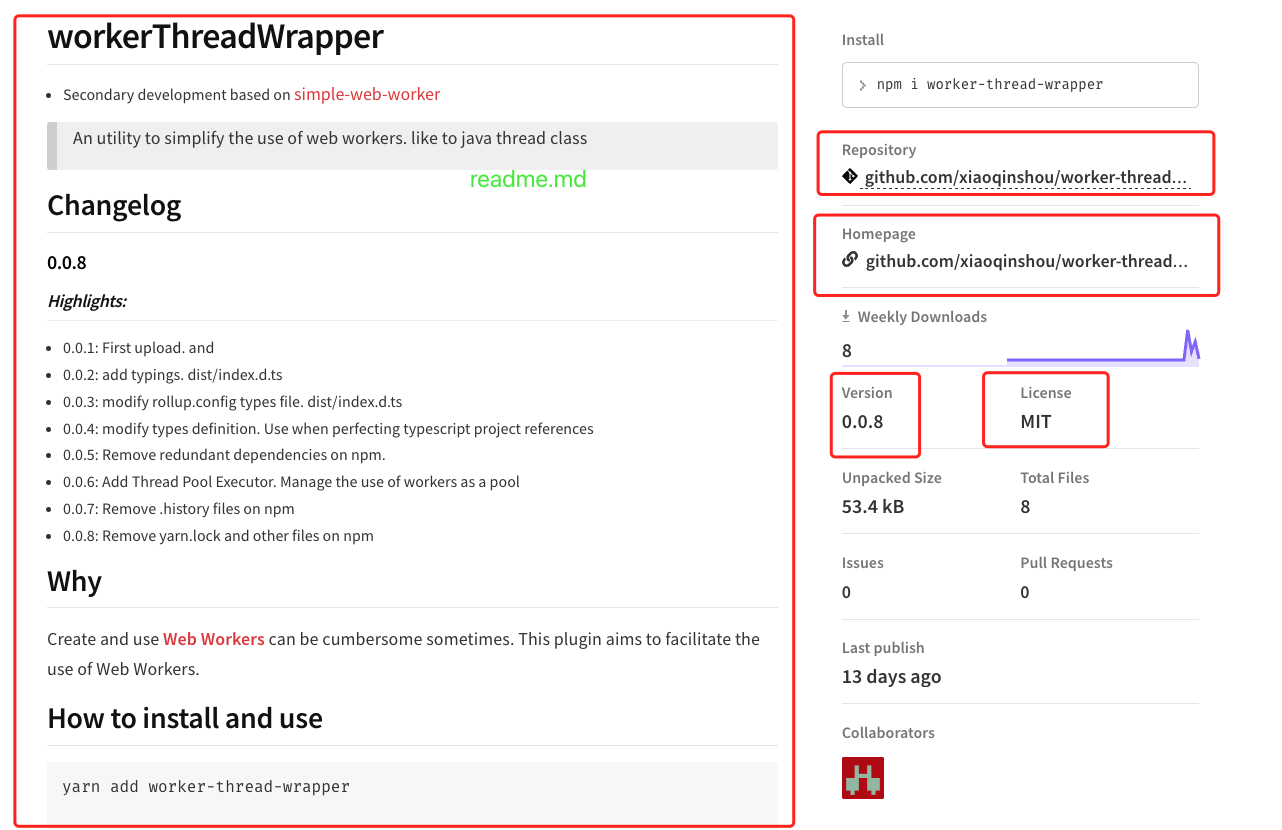 workerThreadWrapper
Secondary development based on simple-web-worker
An utility to simplify the use of web workers. like to java thread class
readme.md
Changelog
0.0.8
Highlights:
0.0.1: First upload. and
0.0.2: add typings. dist/index.d.ts
0.0.3: modify rollup.config types file. dist/index.d.ts
0.0.4: modify types definition. Use when perfecting typescript project references
0.0.5: Remove redundant dependencies on npm.
0.0.6: Add Thread Pool Executor. Manage the use of workers as a pool
0.0.7: Remove .history files on npm
0.0.8: Remove yarn.lock and other files on npm
Why
Create and use Web Workers can be cumbersome sometimes. This plugin aims to facilitate the
use of Web Workers.
How to install and use
yarn add worker-thread-wrapper
Install
npm i worker-thread-wrapper
Repository
github.com/xiaoqinshou/worker-thread...
Homepage
github.com/xiaoqinshou/worker-thread...
Weekly Downloads
8
Version
0.0.8
License
MIT
Unpacked Size
53.4 kB
Total Files
8
Issues
0
Pull Requests
0
Last publish
13 days ago
Collaborators